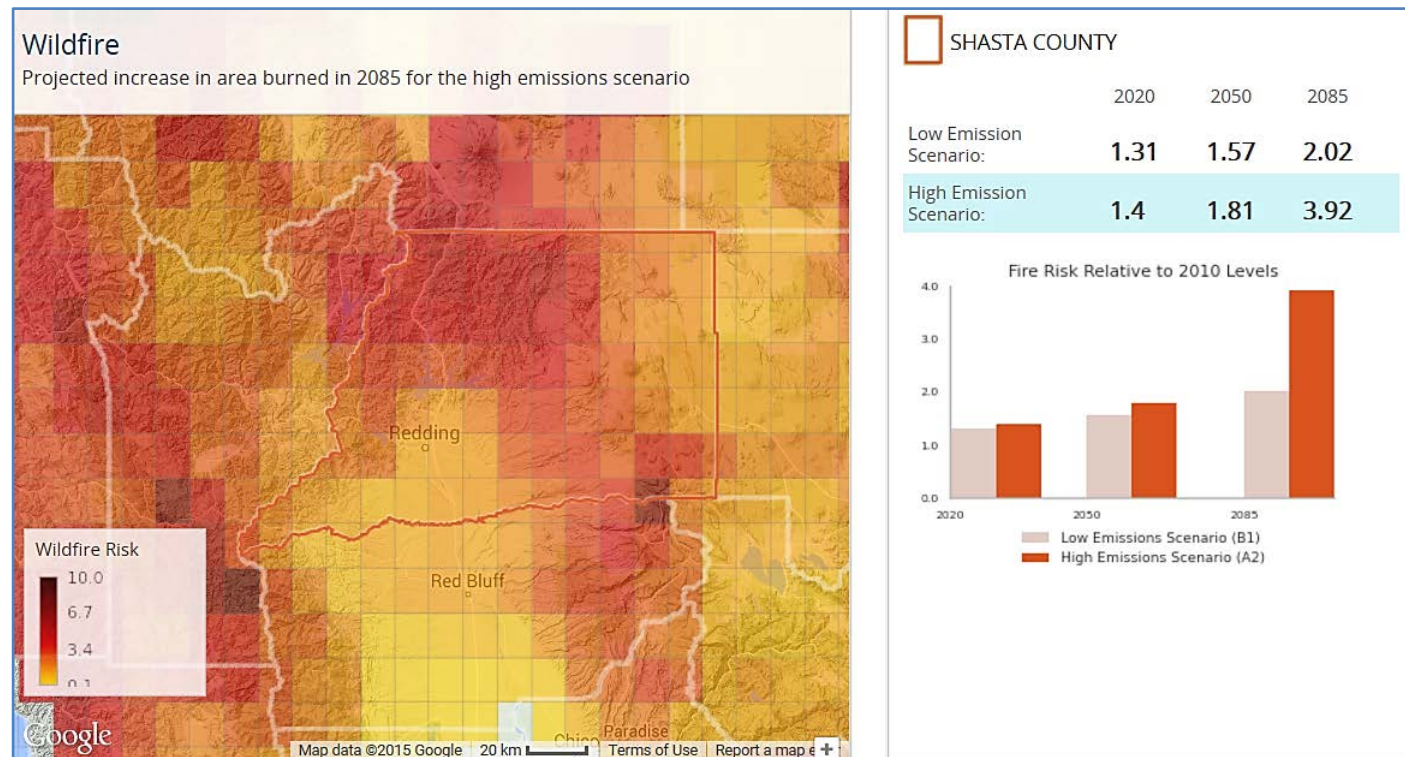 Wildfire
Projected increase in area burned in 2085 for the high emissions scenario
Redding
Red Bluff
Paradise
Chico
Wildfire Risk
10.0
6.7
3.4
0.1
Google
Map data ©2015 Google
20 km
Terms of Use
Report a map
SHASTA COUNTY
2020 2050 2085
Low Emission
Scenario: 1.31 1.57 2.02
High Emission
Scenario: 1.4 1.81 3.92
Fire Risk Relative to 2010 Levels
4.0
3.0
2.0
1.0
0.0
2020 2050 2085
Low Emissions Scenario (B1)
High Emissions Scenario (A2)